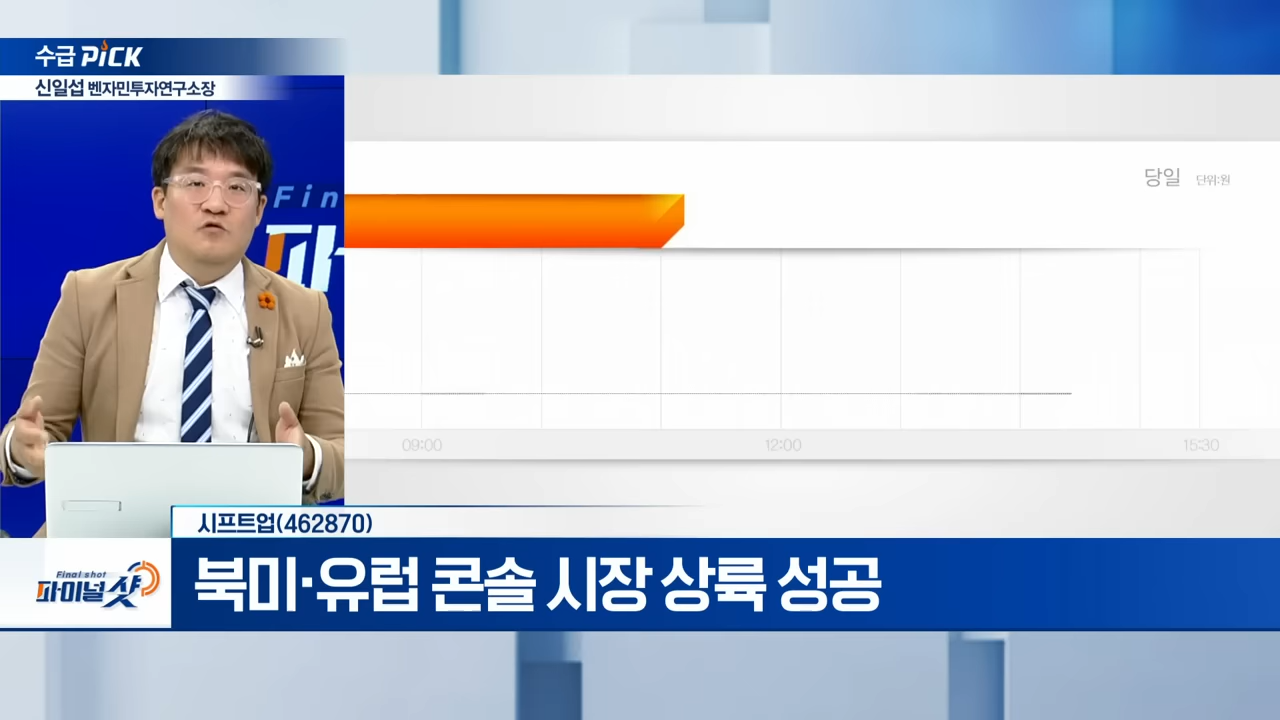 수급 PiCK
신일섭 벤자민투자연구소장
Fin
파
당일 단위:원
09:00 12:00 15:30
시프트업(462870)
Final shot
파이널샷
북미·유럽 콘솔 시장 상륙 성공